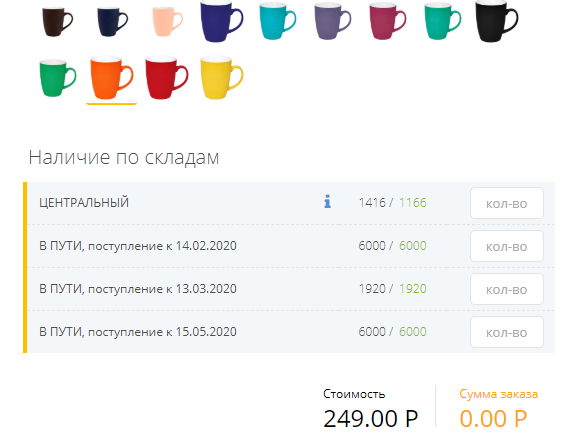 Наличие по складам
ЦЕНТРАЛЬНЫЙ 1416 / 1166 кол-во
В ПУТИ, поступление к 14.02.2020 6000 / 6000 кол-во
В ПУТИ, поступление к 13.03.2020 1920 / 1920 кол-во
В ПУТИ, поступление к 15.05.2020 6000 / 6000 кол-во
Стоимость Сумма заказа
249.00 Р 0.00 Р